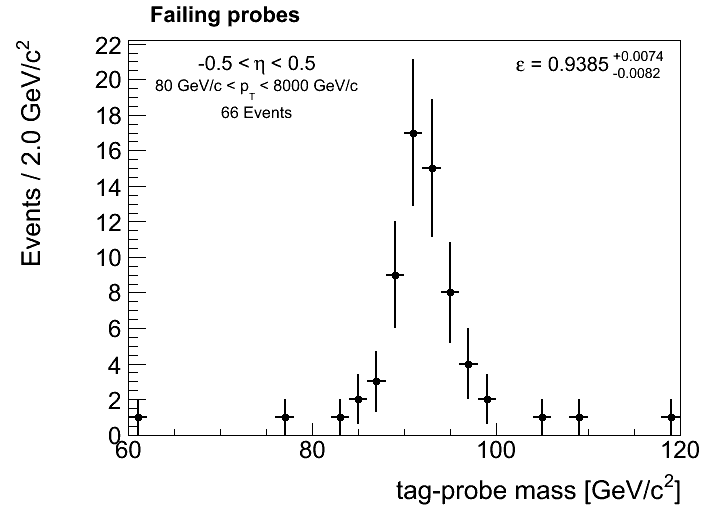 Failing probes
-0.5 < η < 0.5
80 GeV/c < p_T < 8000 GeV/c
66 Events
ε = 0.9385 +0.0074 -0.0082
Events / 2.0 GeV/c²
22
20
18
16
14
12
10
8
6
4
2
0
60 80 100 120
tag-probe mass [GeV/c²]